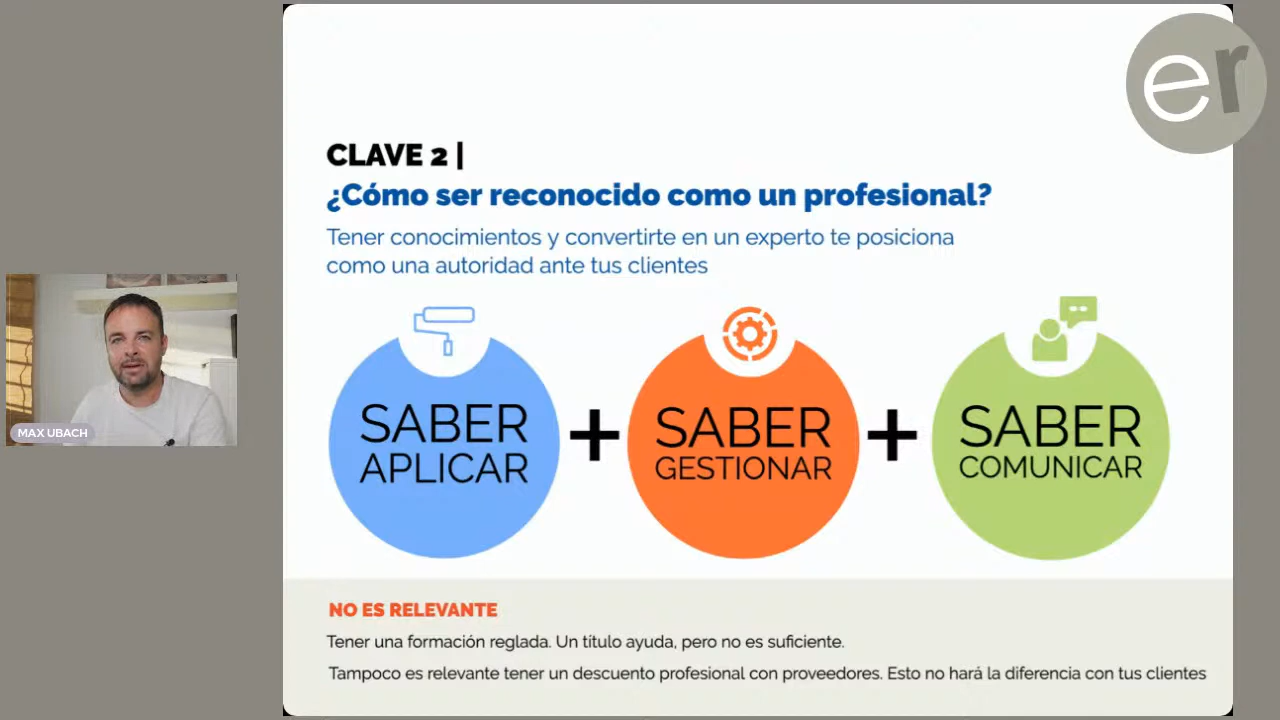 er
CLAVE 2 |
¿Cómo ser reconocido como un profesional?
Tener conocimientos y convertirte en un experto te posiciona
como una autoridad ante tus clientes
SABER
APLICAR
+
SABER
GESTIONAR
+
SABER
COMUNICAR
MAX UBACH
NO ES RELEVANTE
Tener una formación reglada. Un título ayuda, pero no es suficiente.
Tampoco es relevante tener un descuento profesional con proveedores. Esto no hará la diferencia con tus clientes